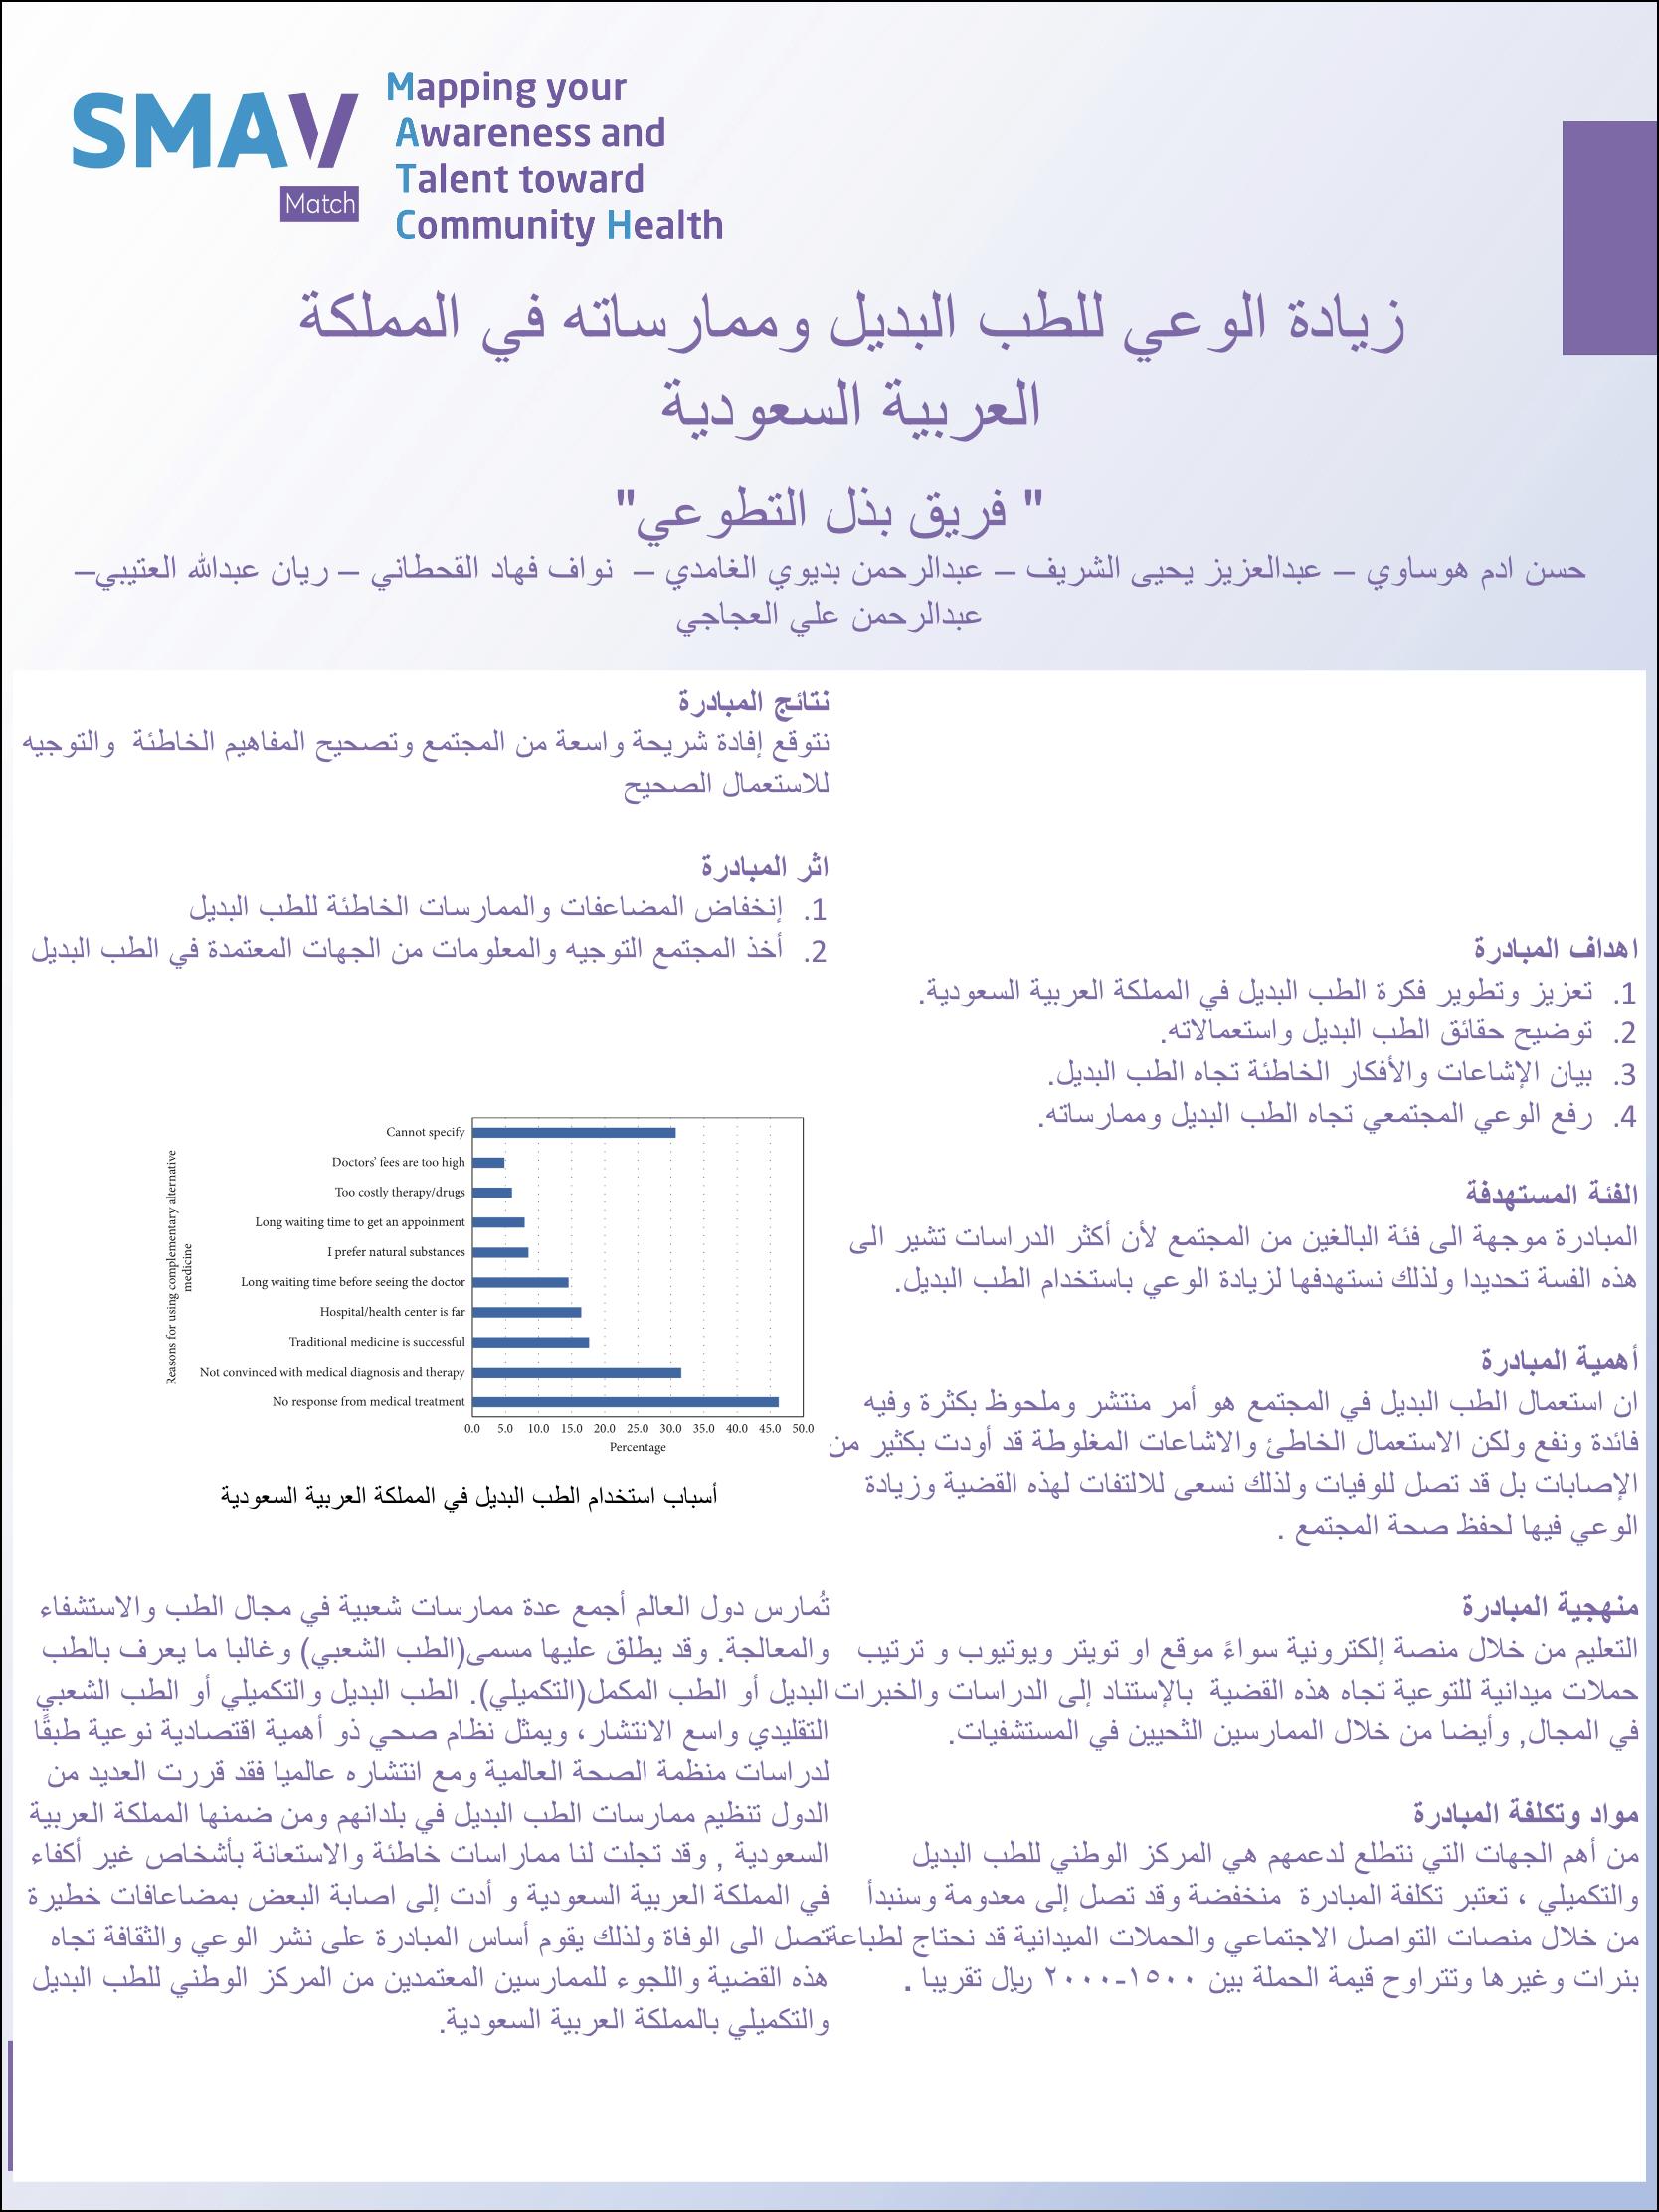 SMAV
Match
Mapping your
Awareness and
Talent toward
Community Health
زيادة الوعي للطب البديل وممارساته في المملكة
العربية السعودية
" فريق بذل التطوعي"
حسن ادم هوساوي – عبدالعزيز يحيى الشريف – عبدالرحمن بديوي الغامدي – نواف فهاد القحطاني – ريان عبدالله العتيبي–
عبدالرحمن علي العجاجي
اهداف المبادرة
1. تعزيز وتطوير فكرة الطب البديل في المملكة العربية السعودية.
2. توضيح حقائق الطب البديل واستعمالاته.
3. بيان الإشاعات والأفكار الخاطئة تجاه الطب البديل.
4. رفع الوعي المجتمعي تجاه الطب البديل وممارساته.
الفئة المستهدفة
المبادرة موجهة الى فئة البالغين من المجتمع لأن أكثر الدراسات تشير الى
هذه الفسة تحديدا ولذلك نستهدفها لزيادة الوعي باستخدام الطب البديل.
أهمية المبادرة
ان استعمال الطب البديل في المجتمع هو أمر منتشر وملحوظ بكثرة وفيه
فائدة ونفع ولكن الاستعمال الخاطئ والاشاعات المغلوطة قد أودت بكثير من
الإصابات بل قد تصل للوفيات ولذلك نسعى للالتفات لهذه القضية وزيادة
الوعي فيها لحفظ صحة المجتمع .
منهجية المبادرة
التعليم من خلال منصة إلكترونية سواءً موقع او تويتر ويوتيوب و ترتيب
حملات ميدانية للتوعية تجاه هذه القضية بالإستناد إلى الدراسات والخبرات
في المجال, وأيضا من خلال الممارسين الثحيين في المستشفيات.
مواد وتكلفة المبادرة
من أهم الجهات التي نتطلع لدعمهم هي المركز الوطني للطب البديل
والتكميلي ، تعتبر تكلفة المبادرة منخفضة وقد تصل إلى معدومة وسنبدأ
من خلال منصات التواصل الاجتماعي والحملات الميدانية قد نحتاج لطباعة
بنرات وغيرها وتتراوح قيمة الحملة بين ١٥٠٠-٢٠٠٠ ريال تقريبا .
نتائج المبادرة
نتوقع إفادة شريحة واسعة من المجتمع وتصحيح المفاهيم الخاطئة والتوجيه
للاستعمال الصحيح
اثر المبادرة
1. إنخفاض المضاعفات والممارسات الخاطئة للطب البديل
2. أخذ المجتمع التوجيه والمعلومات من الجهات المعتمدة في الطب البديل
Reasons for using complementary alternative
medicine
Cannot specify
Doctors' fees are too high
Too costly therapy/drugs
Long waiting time to get an appoinment
I prefer natural substances
Long waiting time before seeing the doctor
Hospital/health center is far
Traditional medicine is successful
Not convinced with medical diagnosis and therapy
No response from medical treatment
0.0 5.0 10.0 15.0 20.0 25.0 30.0 35.0 40.0 45.0 50.0
Percentage
أسباب استخدام الطب البديل في المملكة العربية السعودية
تُمارس دول العالم أجمع عدة ممارسات شعبية في مجال الطب والاستشفاء
والمعالجة. وقد يطلق عليها مسمى(الطب الشعبي) وغالبا ما يعرف بالطب
البديل أو الطب المكمل(التكميلي). الطب البديل والتكميلي أو الطب الشعبي
التقليدي واسع الانتشار، ويمثل نظام صحي ذو أهمية اقتصادية نوعية طبقًا
لدراسات منظمة الصحة العالمية ومع انتشاره عالميا فقد قررت العديد من
الدول تنظيم ممارسات الطب البديل في بلدانهم ومن ضمنها المملكة العربية
السعودية , وقد تجلت لنا مماراسات خاطئة والاستعانة بأشخاص غير أكفاء
في المملكة العربية السعودية و أدت إلى اصابة البعض بمضاعافات خطيرة
تصل الى الوفاة ولذلك يقوم أساس المبادرة على نشر الوعي والثقافة تجاه
هذه القضية واللجوء للممارسين المعتمدين من المركز الوطني للطب البديل
والتكميلي بالمملكة العربية السعودية.